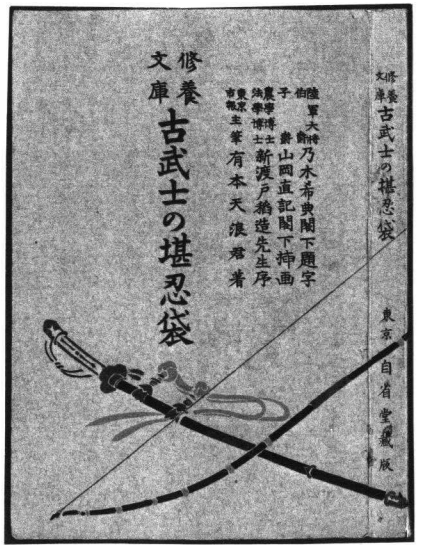 修養
文庫
古武士の堪忍袋
東京 自省堂蔵版
陸軍大将
伯爵
乃木希典閣下題字
子爵山岡直記閣下挿画
農學博士
法學博士
新渡戸稲造先生序
東京
市報
主筆 有本天浪君著
修養
文庫
古武士の堪忍袋